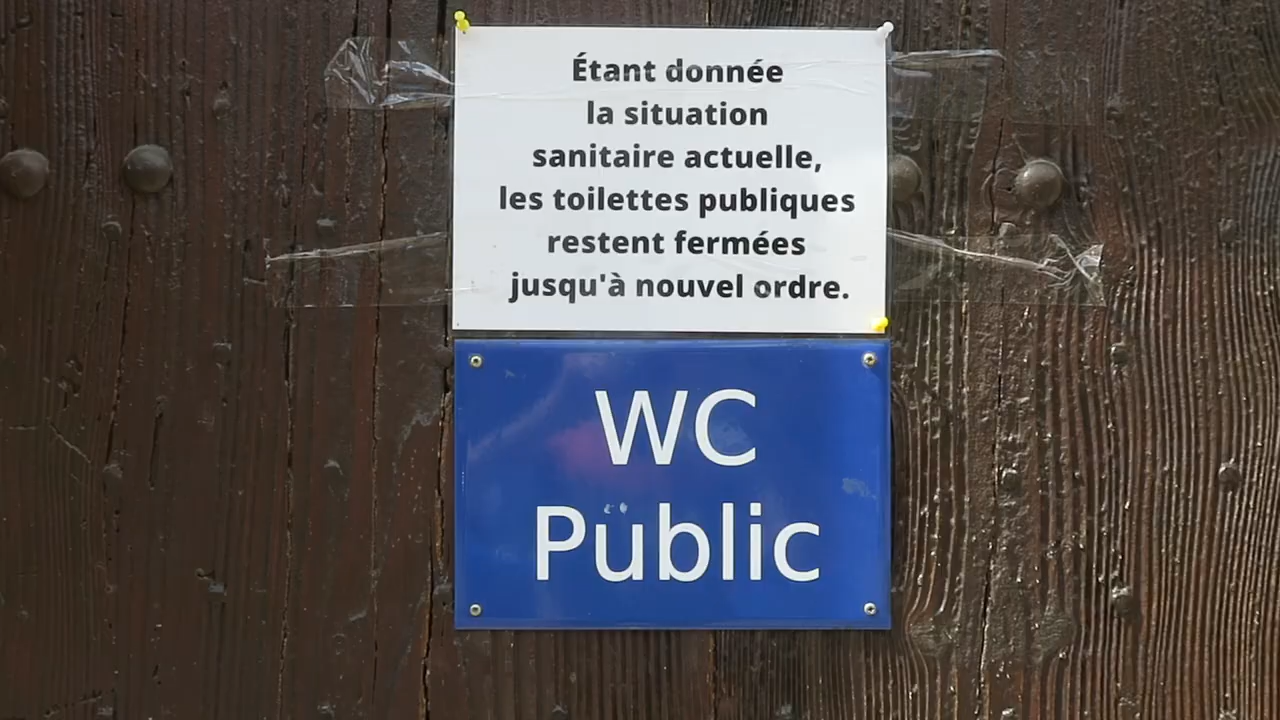 Étant donnée
la situation
sanitaire actuelle,
les toilettes publiques
restent fermées
jusqu'à nouvel ordre.
WC
Public